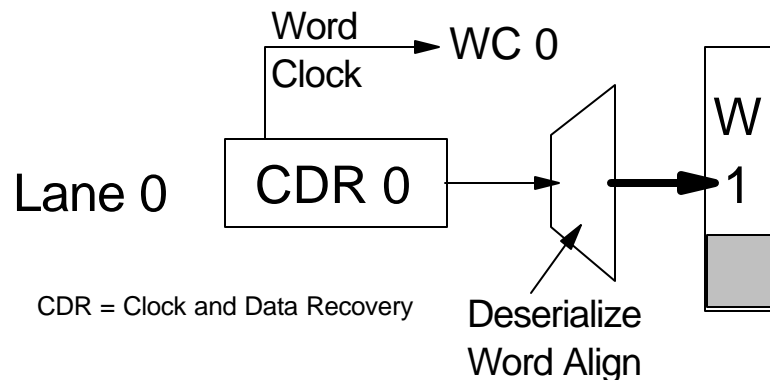 Word
Clock
WC 0
W
1
Lane 0
CDR 0
CDR = Clock and Data Recovery
Deserialize
Word Align